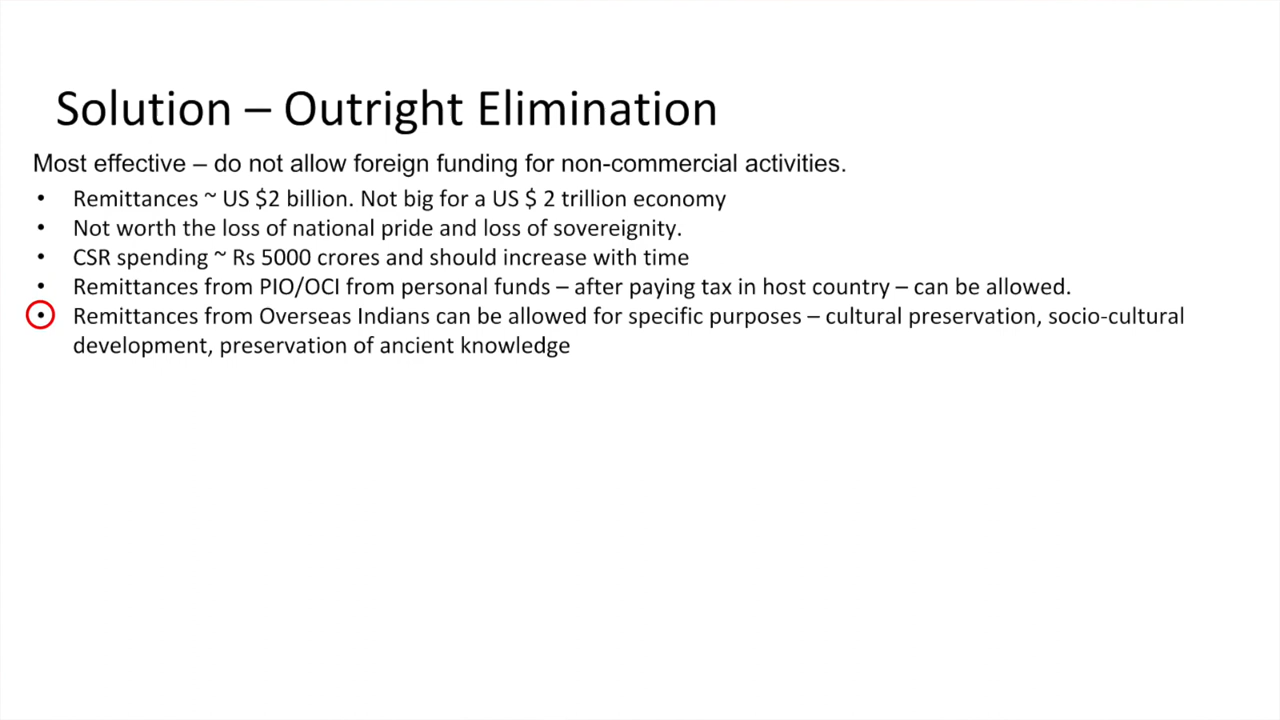 Solution – Outright Elimination
Most effective – do not allow foreign funding for non-commercial activities.
• Remittances ~ US $2 billion. Not big for a US $ 2 trillion economy
• Not worth the loss of national pride and loss of sovereignity.
• CSR spending ~ Rs 5000 crores and should increase with time
• Remittances from PIO/OCI from personal funds – after paying tax in host country – can be allowed.
• Remittances from Overseas Indians can be allowed for specific purposes – cultural preservation, socio-cultural
development, preservation of ancient knowledge